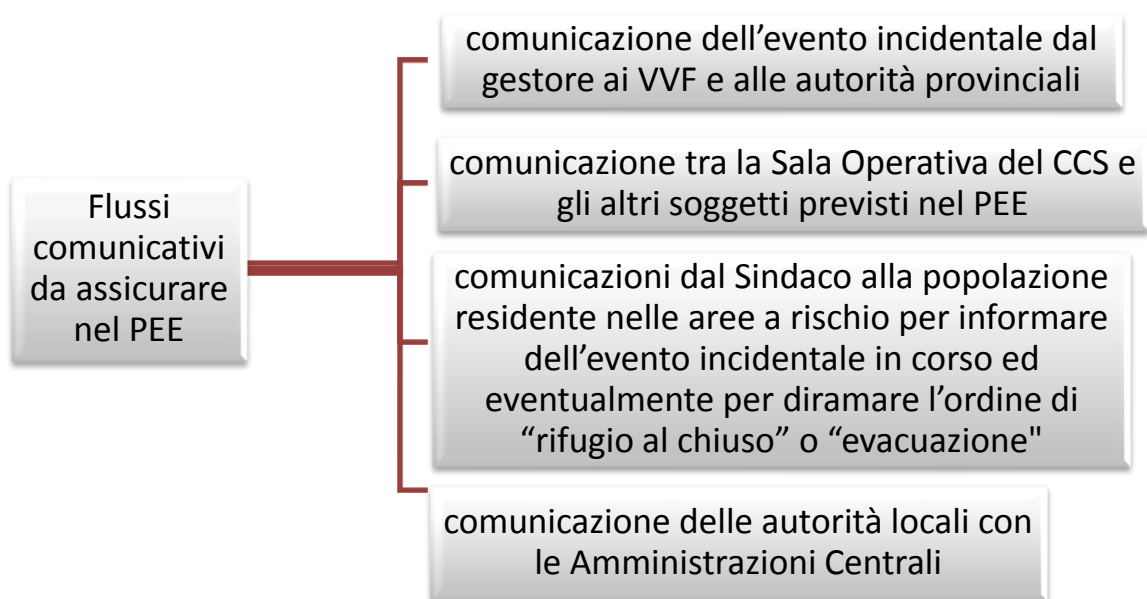 Flussi
comunicativi
da assicurare
nel PEE
comunicazione dell’evento incidentale dal
gestore ai VVF e alle autorità provinciali
comunicazione tra la Sala Operativa del CCS e
gli altri soggetti previsti nel PEE
comunicazioni dal Sindaco alla popolazione
residente nelle aree a rischio per informare
dell’evento incidentale in corso ed
eventualmente per diramare l’ordine di
“rifugio al chiuso” o “evacuazione"
comunicazione delle autorità locali con
le Amministrazioni Centrali